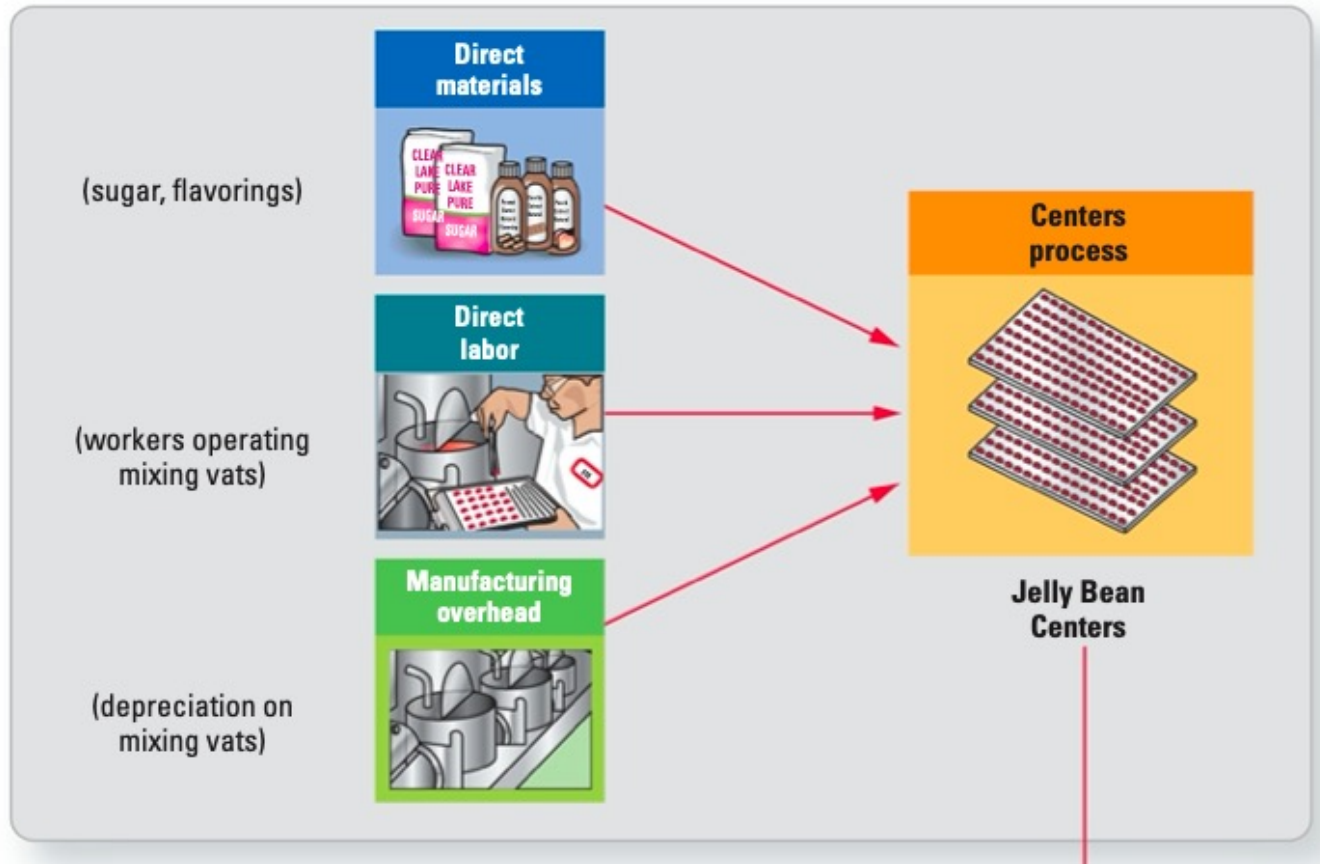 Direct
materials
(sugar, flavorings)
CLEAR
LAKE
PURE
SUGAR
CLEAR
LAKE
PURE
SUGAR
Centers
process
Direct
labor
(workers operating
mixing vats)
Jelly Bean
Centers
Manufacturing
overhead
(depreciation on
mixing vats)